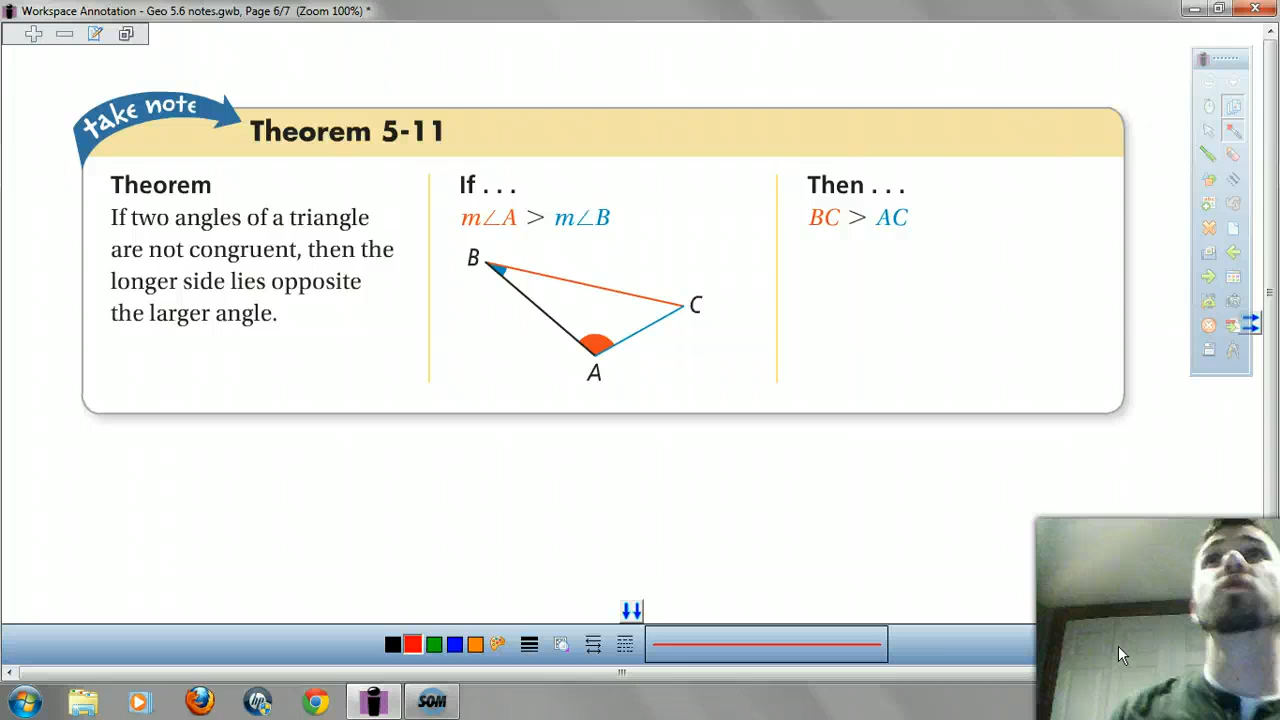 Workspace Annotation - Geo 5.6 notes.gwb, Page 6/7 (Zoom 100%) *
take note
Theorem 5-11
Theorem
If two angles of a triangle
are not congruent, then the
longer side lies opposite
the larger angle.
If . . .
m∠A > m∠B
B
C
A
Then . . .
BC > AC
hp
SOM